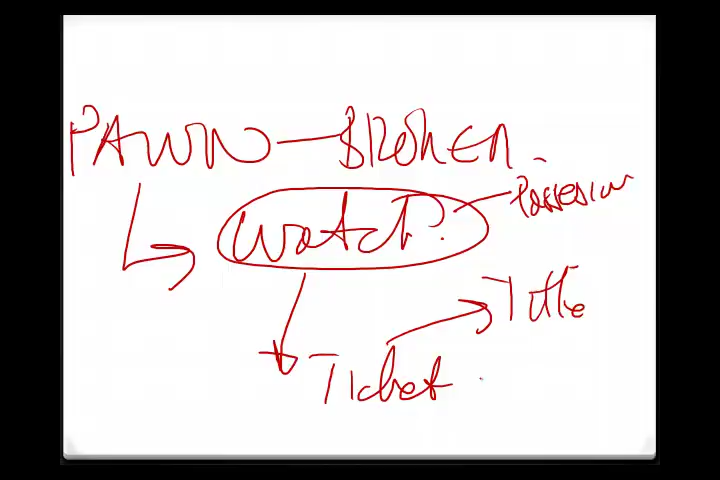 PAWN - BROKER.
Possession
Watch.
Title
Ticket